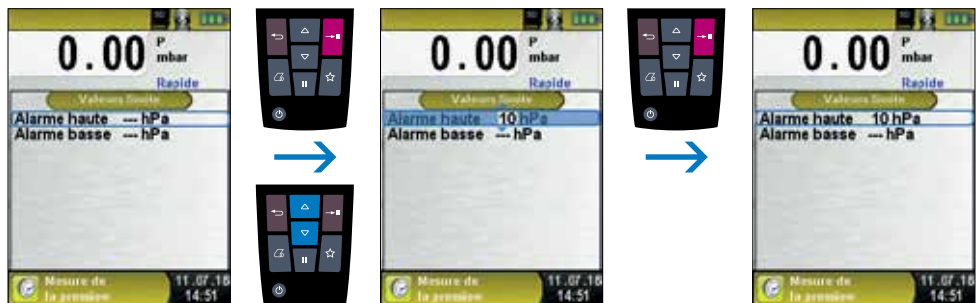 0.00 P mbar
Rapide
Valeurs limite
Alarme haute --- hPa
Alarme basse --- hPa
Mesure de la pression
11.07.16
14:51
0.00 P mbar
Rapide
Valeurs limite
Alarme haute 10 hPa
Alarme basse --- hPa
Mesure de la pression
11.07.16
14:51
0.00 P mbar
Rapide
Valeurs limite
Alarme haute 10 hPa
Alarme basse --- hPa
Mesure de la pression
11.07.16
14:51